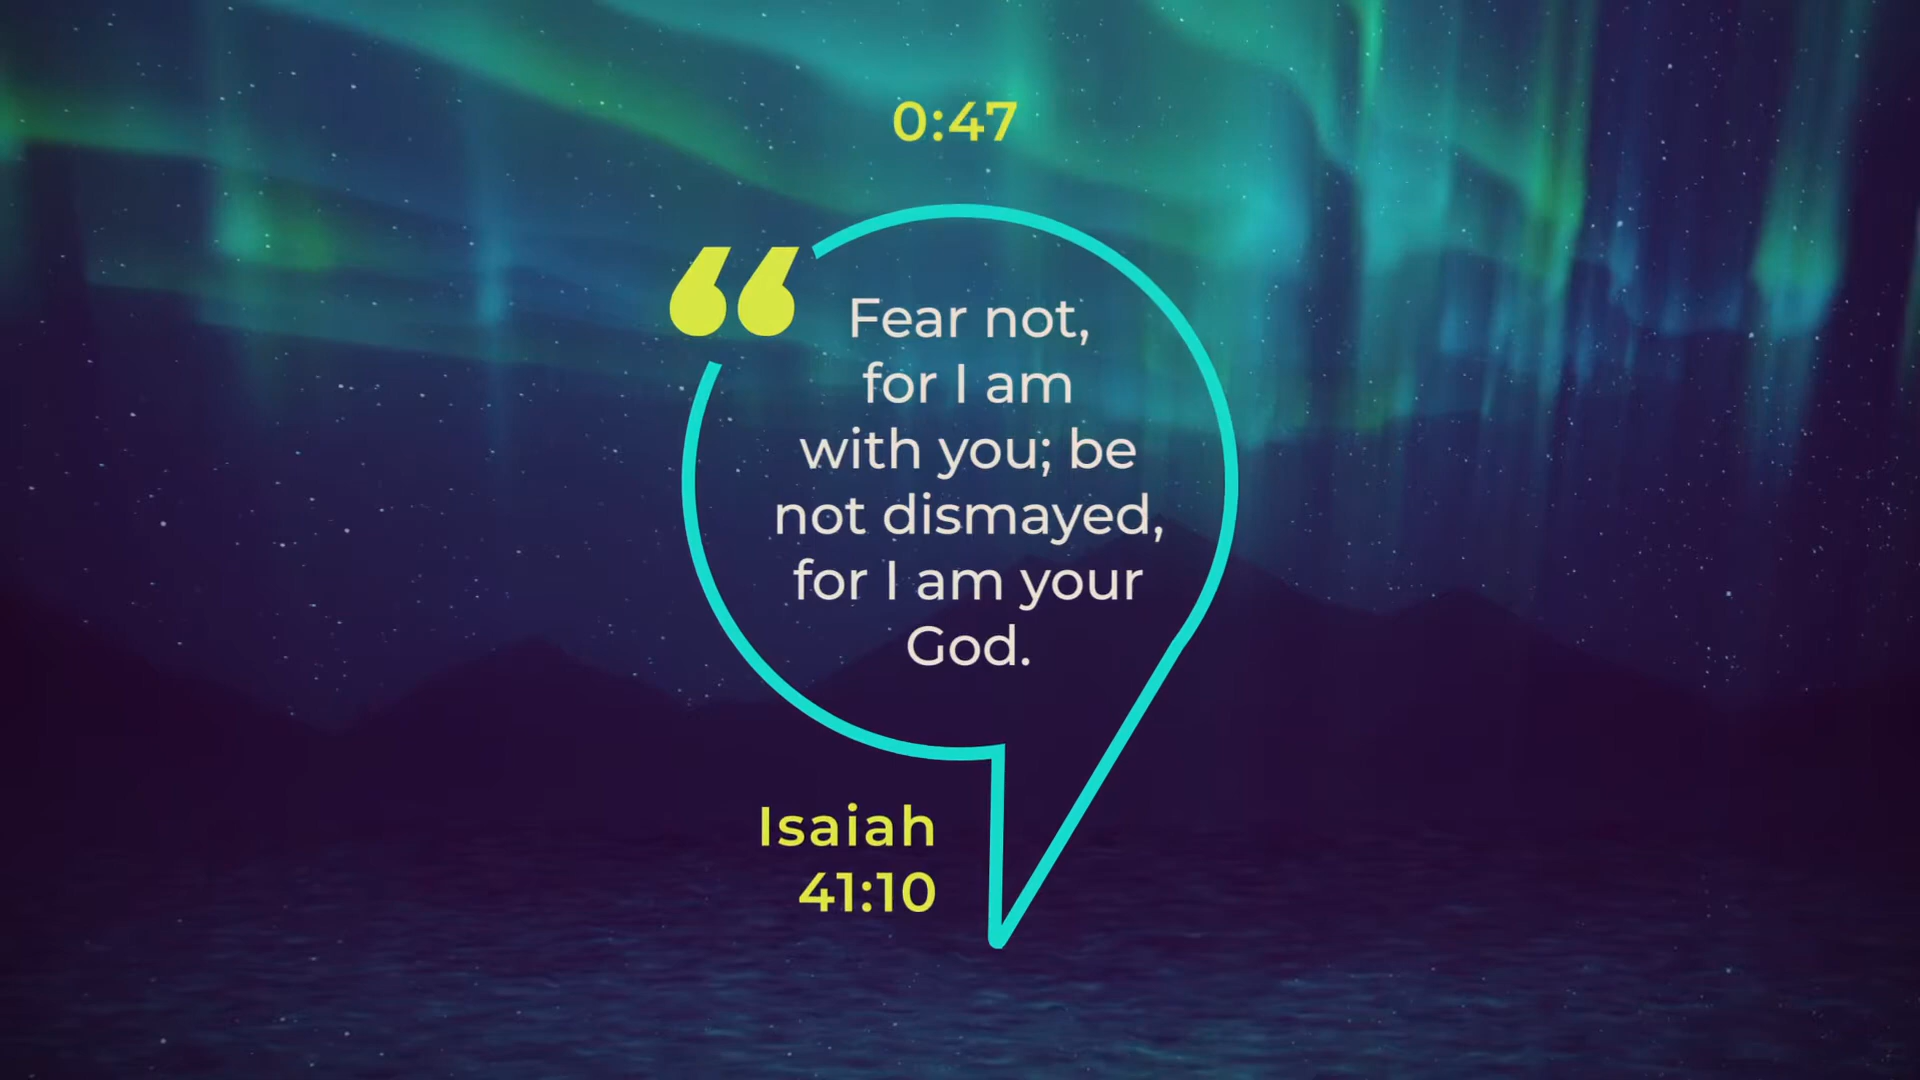 0:47
“
Fear not,
for I am
with you; be
not dismayed,
for I am your
God.
Isaiah
41:10